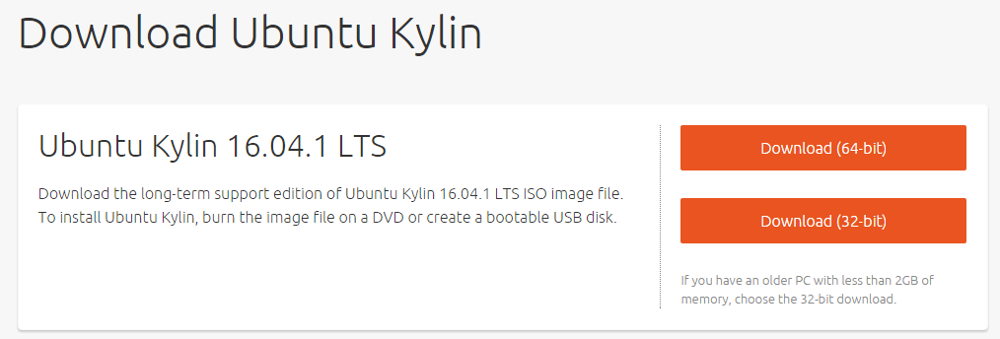 Download Ubuntu Kylin
Ubuntu Kylin 16.04.1 LTS
Download the long-term support edition of Ubuntu Kylin 16.04.1 LTS ISO image file.
To install Ubuntu Kylin, burn the image file on a DVD or create a bootable USB disk.
Download (64-bit)
Download (32-bit)
If you have an older PC with less than 2GB of
memory, choose the 32-bit download.